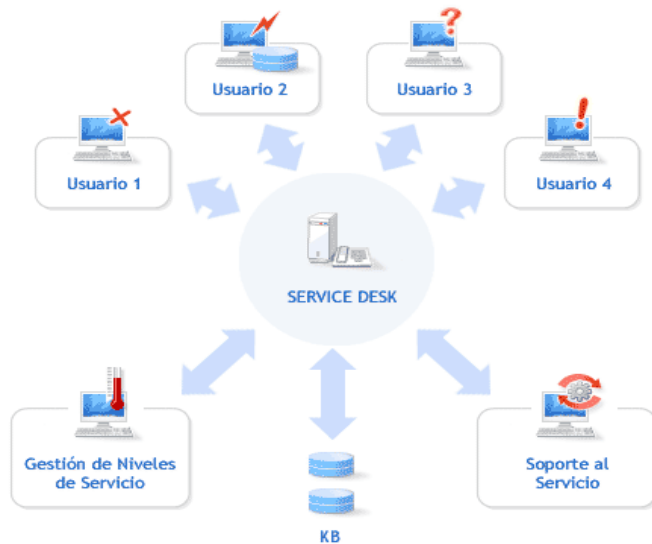 Usuario 2
Usuario 3
Usuario 1
Usuario 4
SERVICE DESK
Gestión de Niveles
de Servicio
Soporte al
Servicio
KB